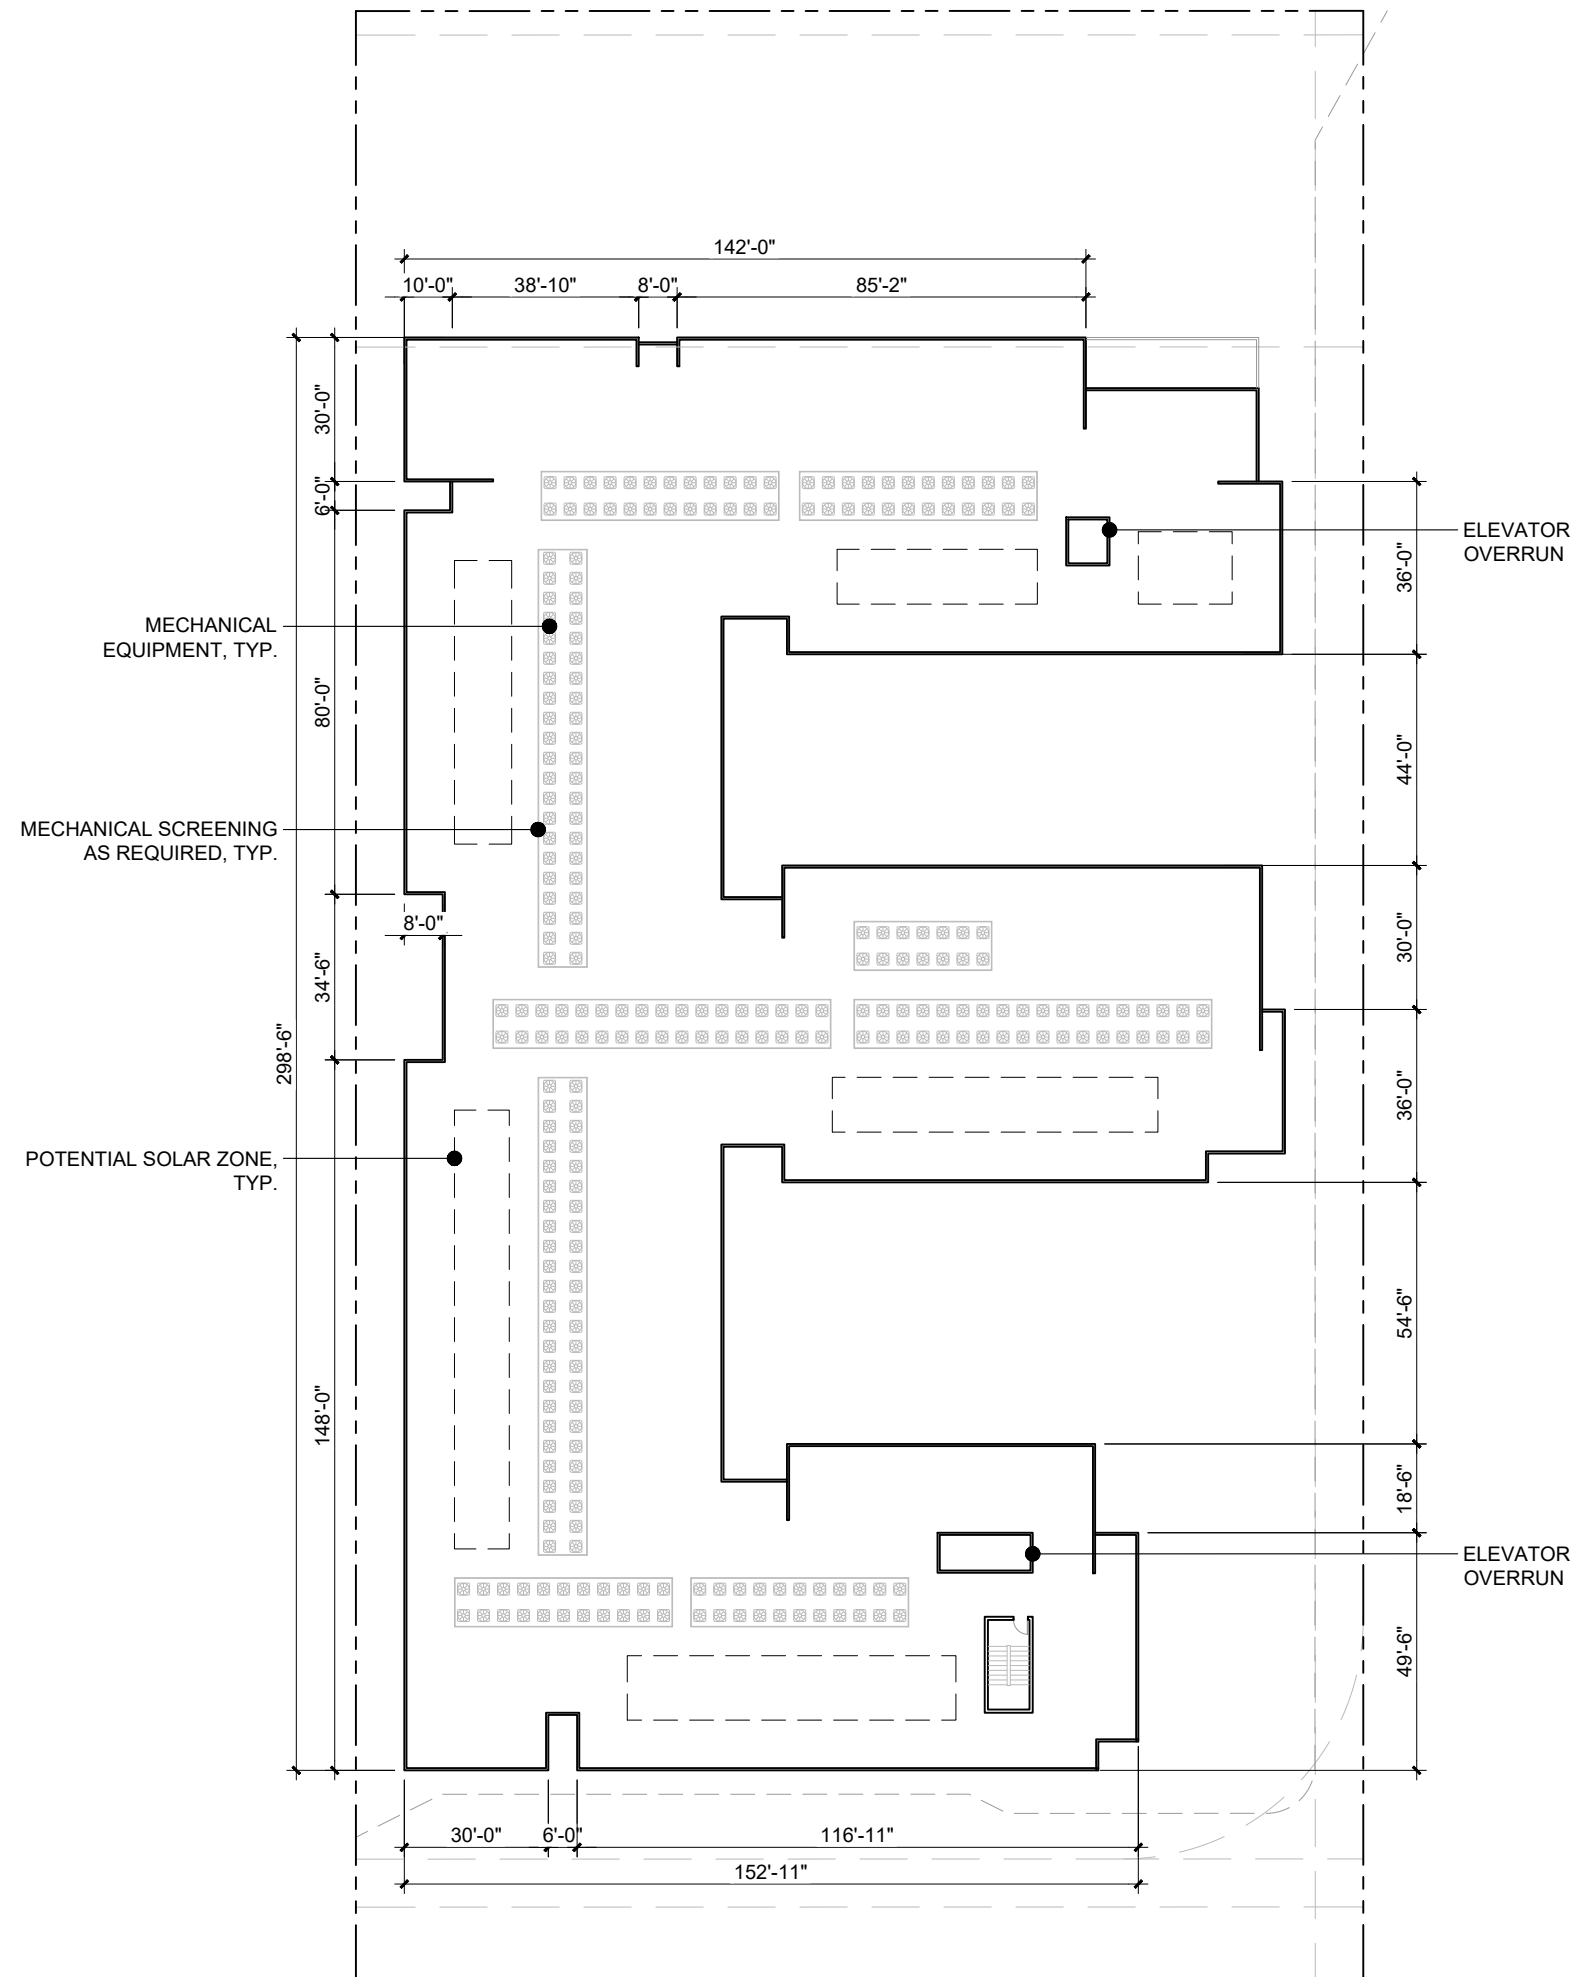 142'-0"
10'-0"
38'-10"
8'-0"
85'-2"
30'-0"
6'-0"
80'-0"
34'-6"
298'-6"
148'-0"
8'-0"
MECHANICAL
EQUIPMENT, TYP.
MECHANICAL SCREENING
AS REQUIRED, TYP.
POTENTIAL SOLAR ZONE,
TYP.
ELEVATOR
OVERRUN
36'-0"
44'-0"
30'-0"
36'-0"
54'-6"
18'-6"
ELEVATOR
OVERRUN
49'-6"
30'-0"
6'-0"
116'-11"
152'-11"